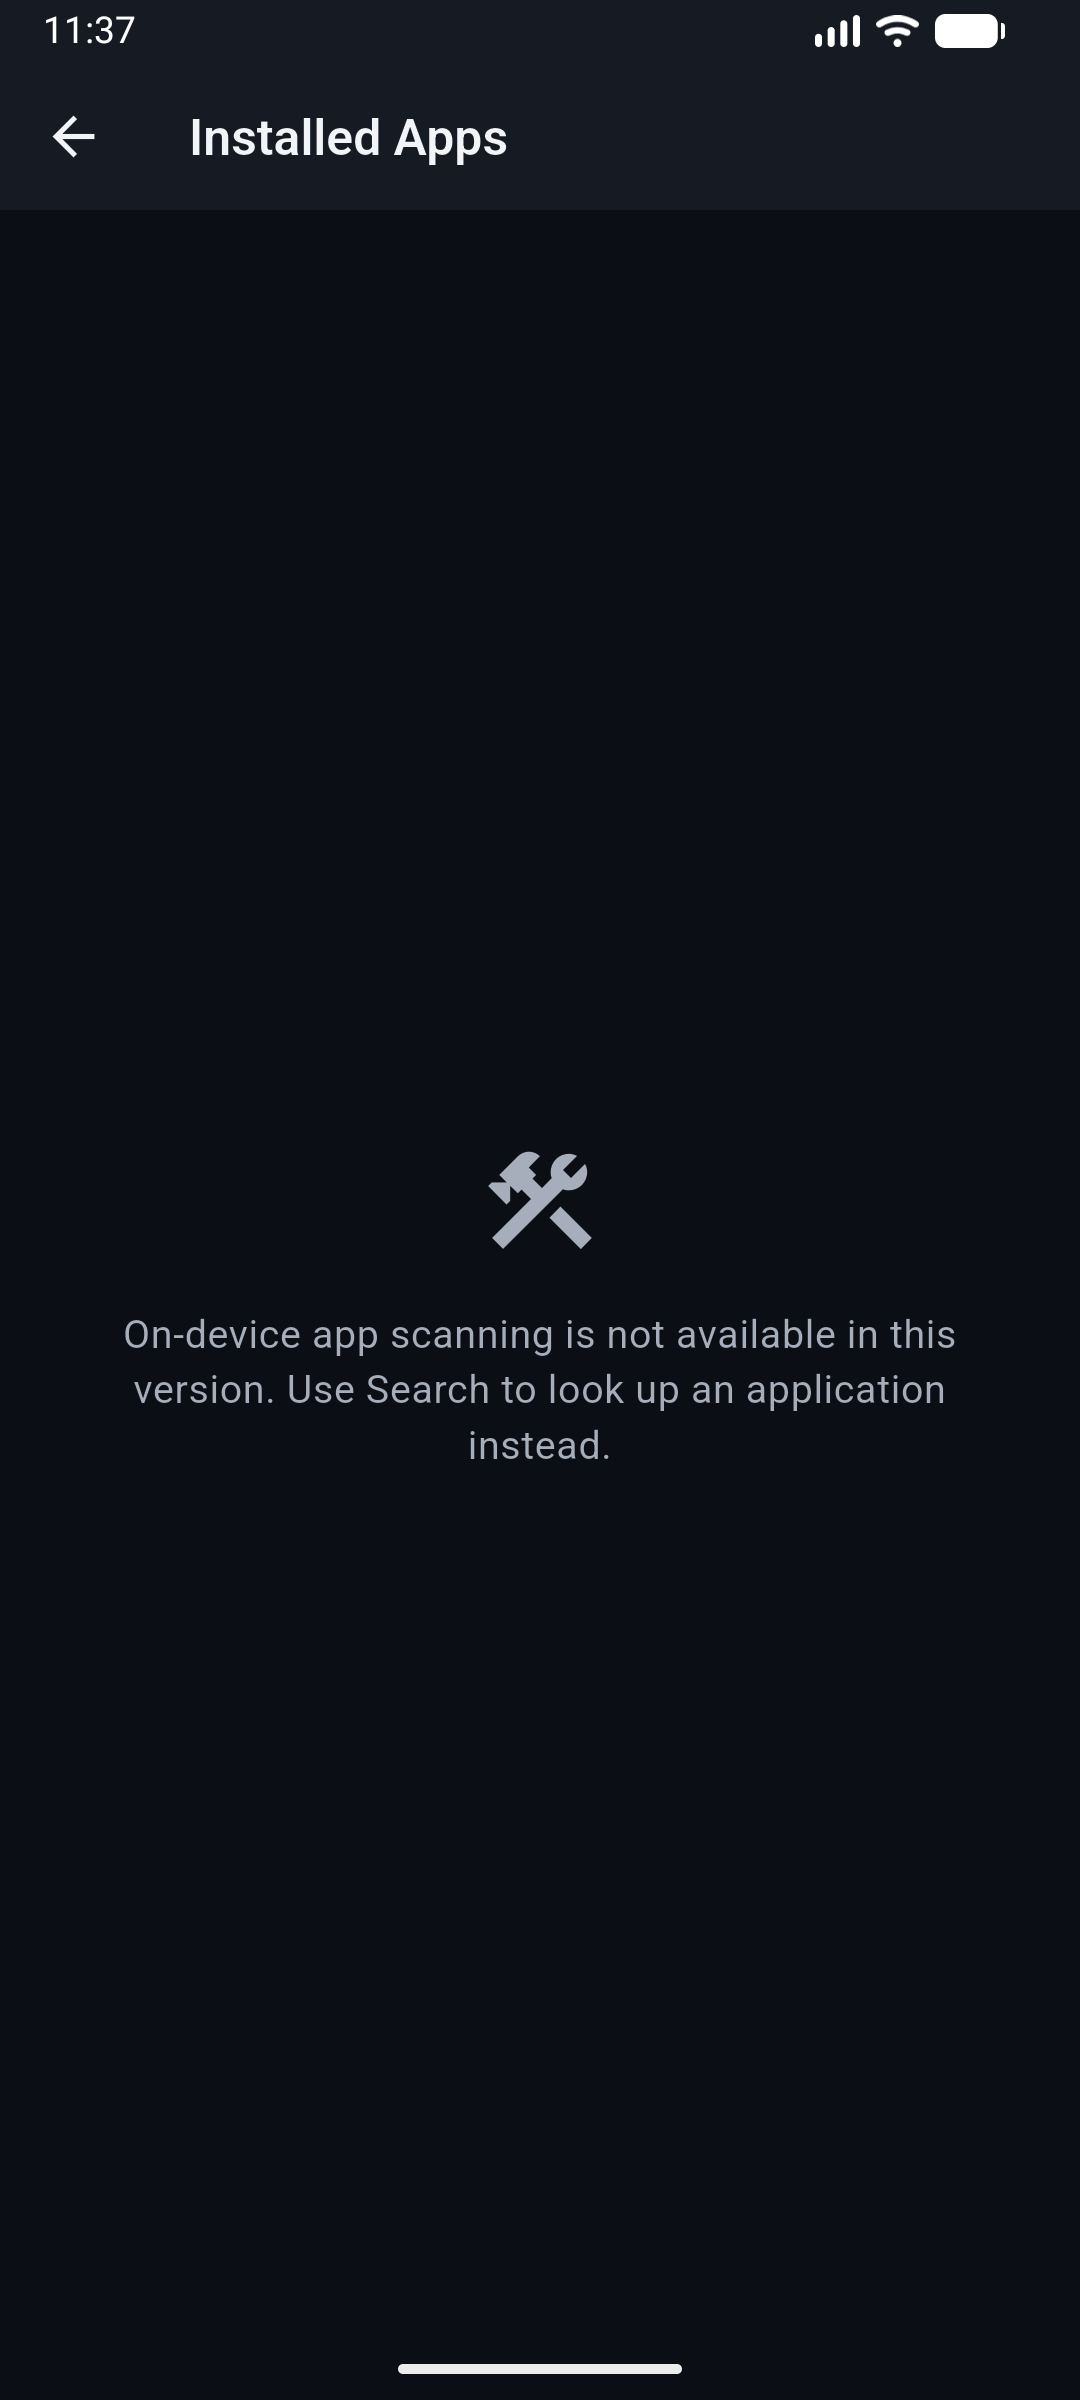 11:37
Installed Apps
On-device app scanning is not available in this
version. Use Search to look up an application
instead.